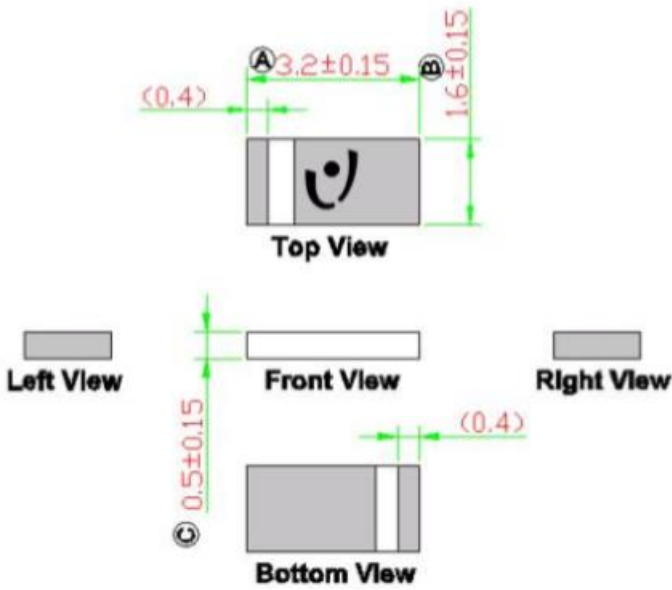 Ⓐ 3.2±0.15 Ⓑ
1.6±0.15
(0.4)
Top View
Left View
Front View
Right View
Ⓒ 0.5±0.15
(0.4)
Bottom View